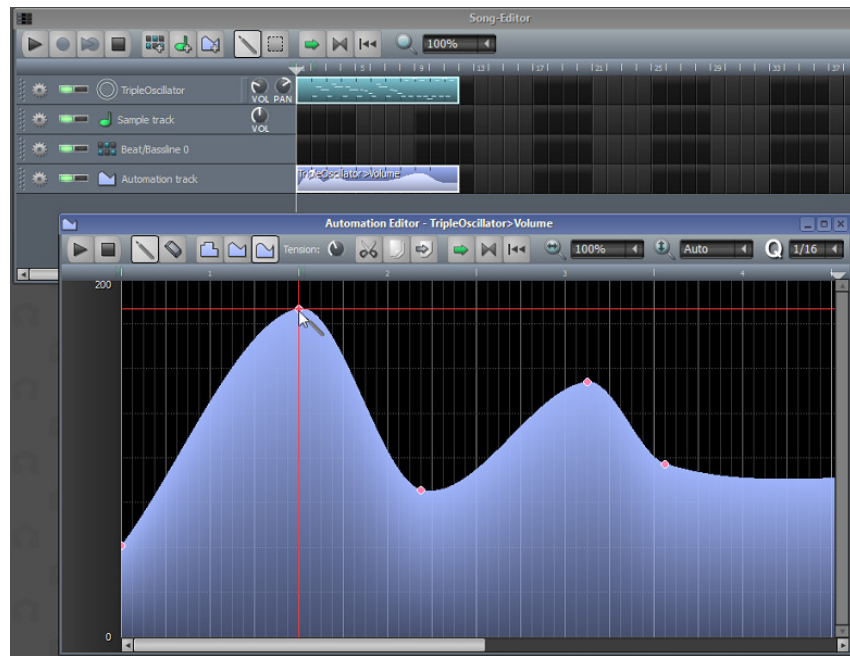 Song-Editor
100%
|5| |9| |13| |17| |21| |25| |29| |33| |37|
TripleOscillator
VOL PAN
Sample track
VOL
Beat/Bassline 0
Automation track
TripleOscillator>Volume
Automation Editor - TripleOscillator>Volume
Tension: 100% Auto Q 1/16
1 2 3 4
200
0